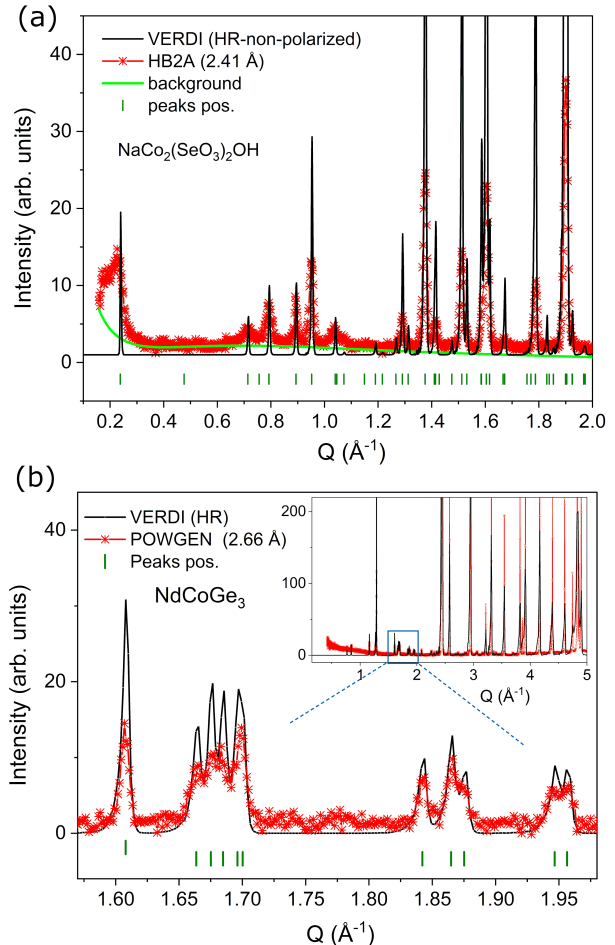 (a)
VERDI (HR-non-polarized)
HB2A (2.41 Å)
background
peaks pos.
NaCo₂(SeO₃)₂OH
Intensity (arb. units)
40
30
20
10
0
0.2 0.4 0.6 0.8 1.0 1.2 1.4 1.6 1.8 2.0
Q (Å⁻¹)
(b)
VERDI (HR)
POWGEN (2.66 Å)
Peaks pos.
NdCoGe₃
Intensity (arb. units)
40
20
0
200
100
0
1 2 3 4 5
Q (Å⁻¹)
1.60 1.65 1.70 1.75 1.80 1.85 1.90 1.95
Q (Å⁻¹)